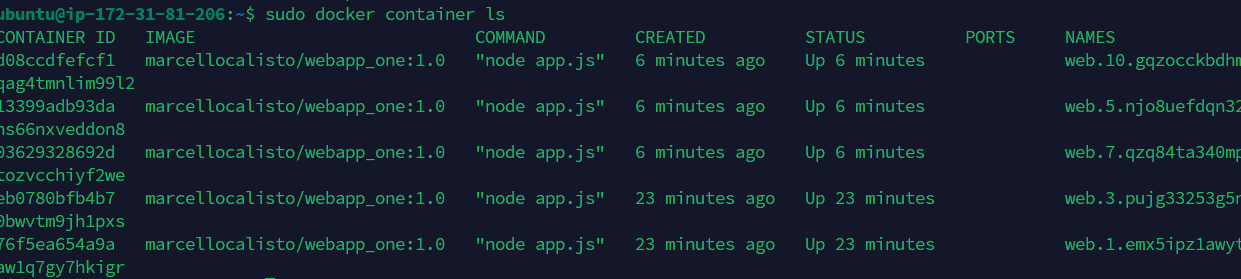 ubuntu@ip-172-31-81-206:~$ sudo docker container ls
CONTAINER ID IMAGE COMMAND CREATED STATUS PORTS NAMES
d08ccdfefcf1 marcellocalisto/webapp_one:1.0 "node app.js" 6 minutes ago Up 6 minutes web.10.gqzocckbdhm
qag4tmnlim99l2
13399adb93da marcellocalisto/webapp_one:1.0 "node app.js" 6 minutes ago Up 6 minutes web.5.njo8uefdqn32
ns66nxveddon8
03629328692d marcellocalisto/webapp_one:1.0 "node app.js" 6 minutes ago Up 6 minutes web.7.qzq84ta340mp
tozvcchiyf2we
eb0780bfb4b7 marcellocalisto/webapp_one:1.0 "node app.js" 23 minutes ago Up 23 minutes web.3.pujg33253g5n
0bwvtm9jh1pxs
76f5ea654a9a marcellocalisto/webapp_one:1.0 "node app.js" 23 minutes ago Up 23 minutes web.1.emx5ipz1awyt
aw1q7gy7hkigr